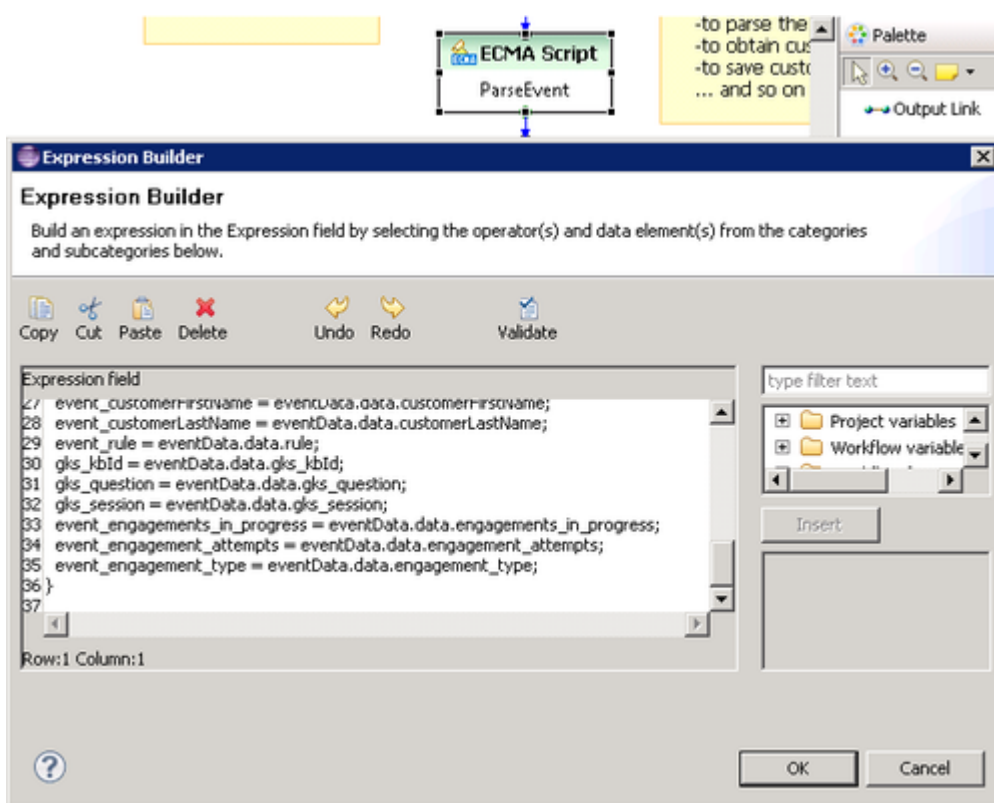 ECMA Script
ParseEvent
-to parse the
-to obtain cus
-to save custo
... and so on
Palette
Output Link
Expression Builder
Expression Builder
Build an expression in the Expression field by selecting the operator(s) and data element(s) from the categories
and subcategories below.
Copy Cut Paste Delete Undo Redo Validate
Expression field
27 event_customerFirstName = eventData.data.customerFirstName;
28 event_customerLastName = eventData.data.customerLastName;
29 event_rule = eventData.data.rule;
30 gks_kbId = eventData.data.gks_kbId;
31 gks_question = eventData.data.gks_question;
32 gks_session = eventData.data.gks_session;
33 event_engagements_in_progress = eventData.data.engagements_in_progress;
34 event_engagement_attempts = eventData.data.engagement_attempts;
35 event_engagement_type = eventData.data.engagement_type;
36 }
37
Row:1 Column:1
type filter text
Project variables
Workflow variable
Insert
OK Cancel